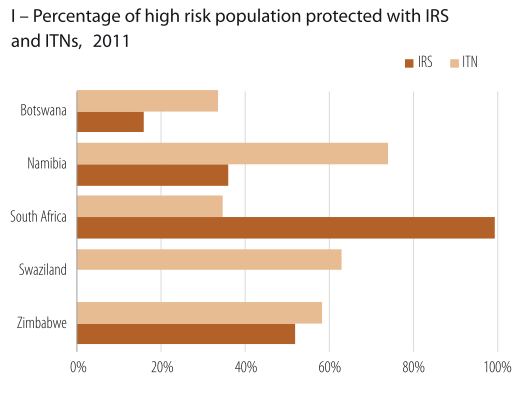 I – Percentage of high risk population protected with IRS
and ITNs, 2011
IRS ITN
Botswana
Namibia
South Africa
Swaziland
Zimbabwe
0% 20% 40% 60% 80% 100%